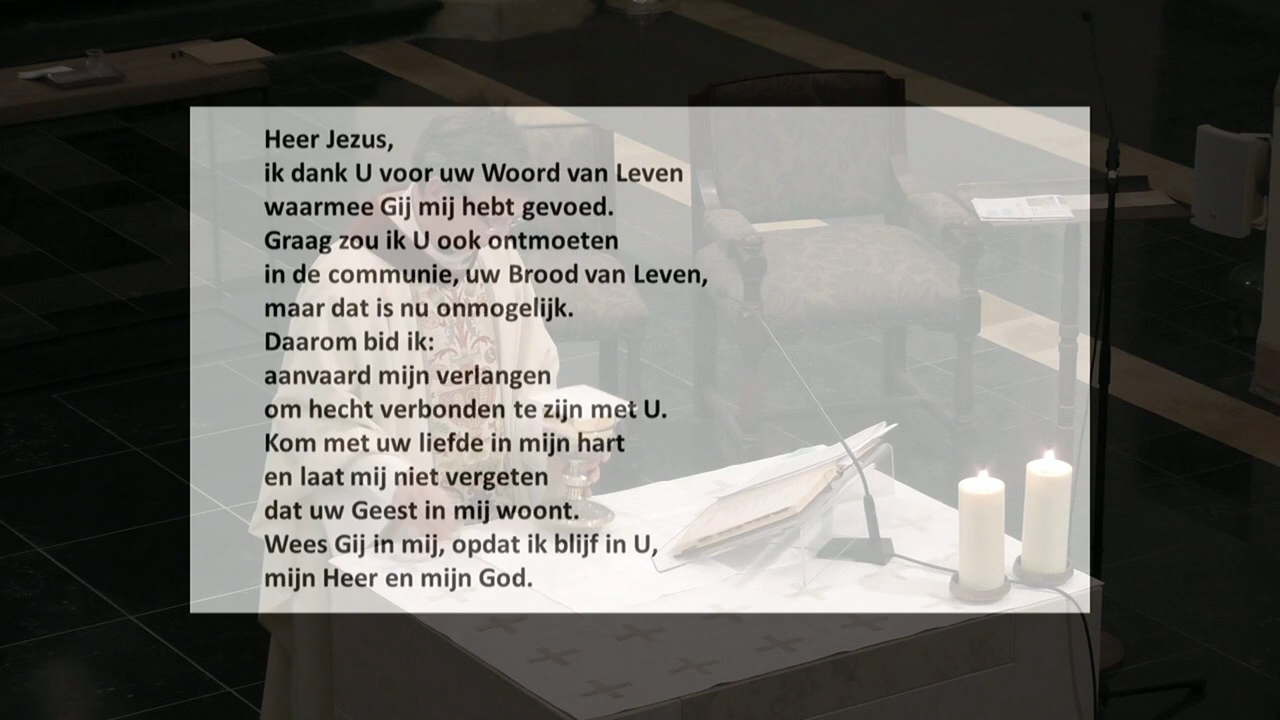 Heer Jezus,
ik dank U voor uw Woord van Leven
waarmee Gij mij hebt gevoed.
Graag zou ik U ook ontmoeten
in de communie, uw Brood van Leven,
maar dat is nu onmogelijk.
Daarom bid ik:
aanvaard mijn verlangen
om hecht verbonden te zijn met U.
Kom met uw liefde in mijn hart
en laat mij niet vergeten
dat uw Geest in mij woont.
Wees Gij in mij, opdat ik blijf in U,
mijn Heer en mijn God.